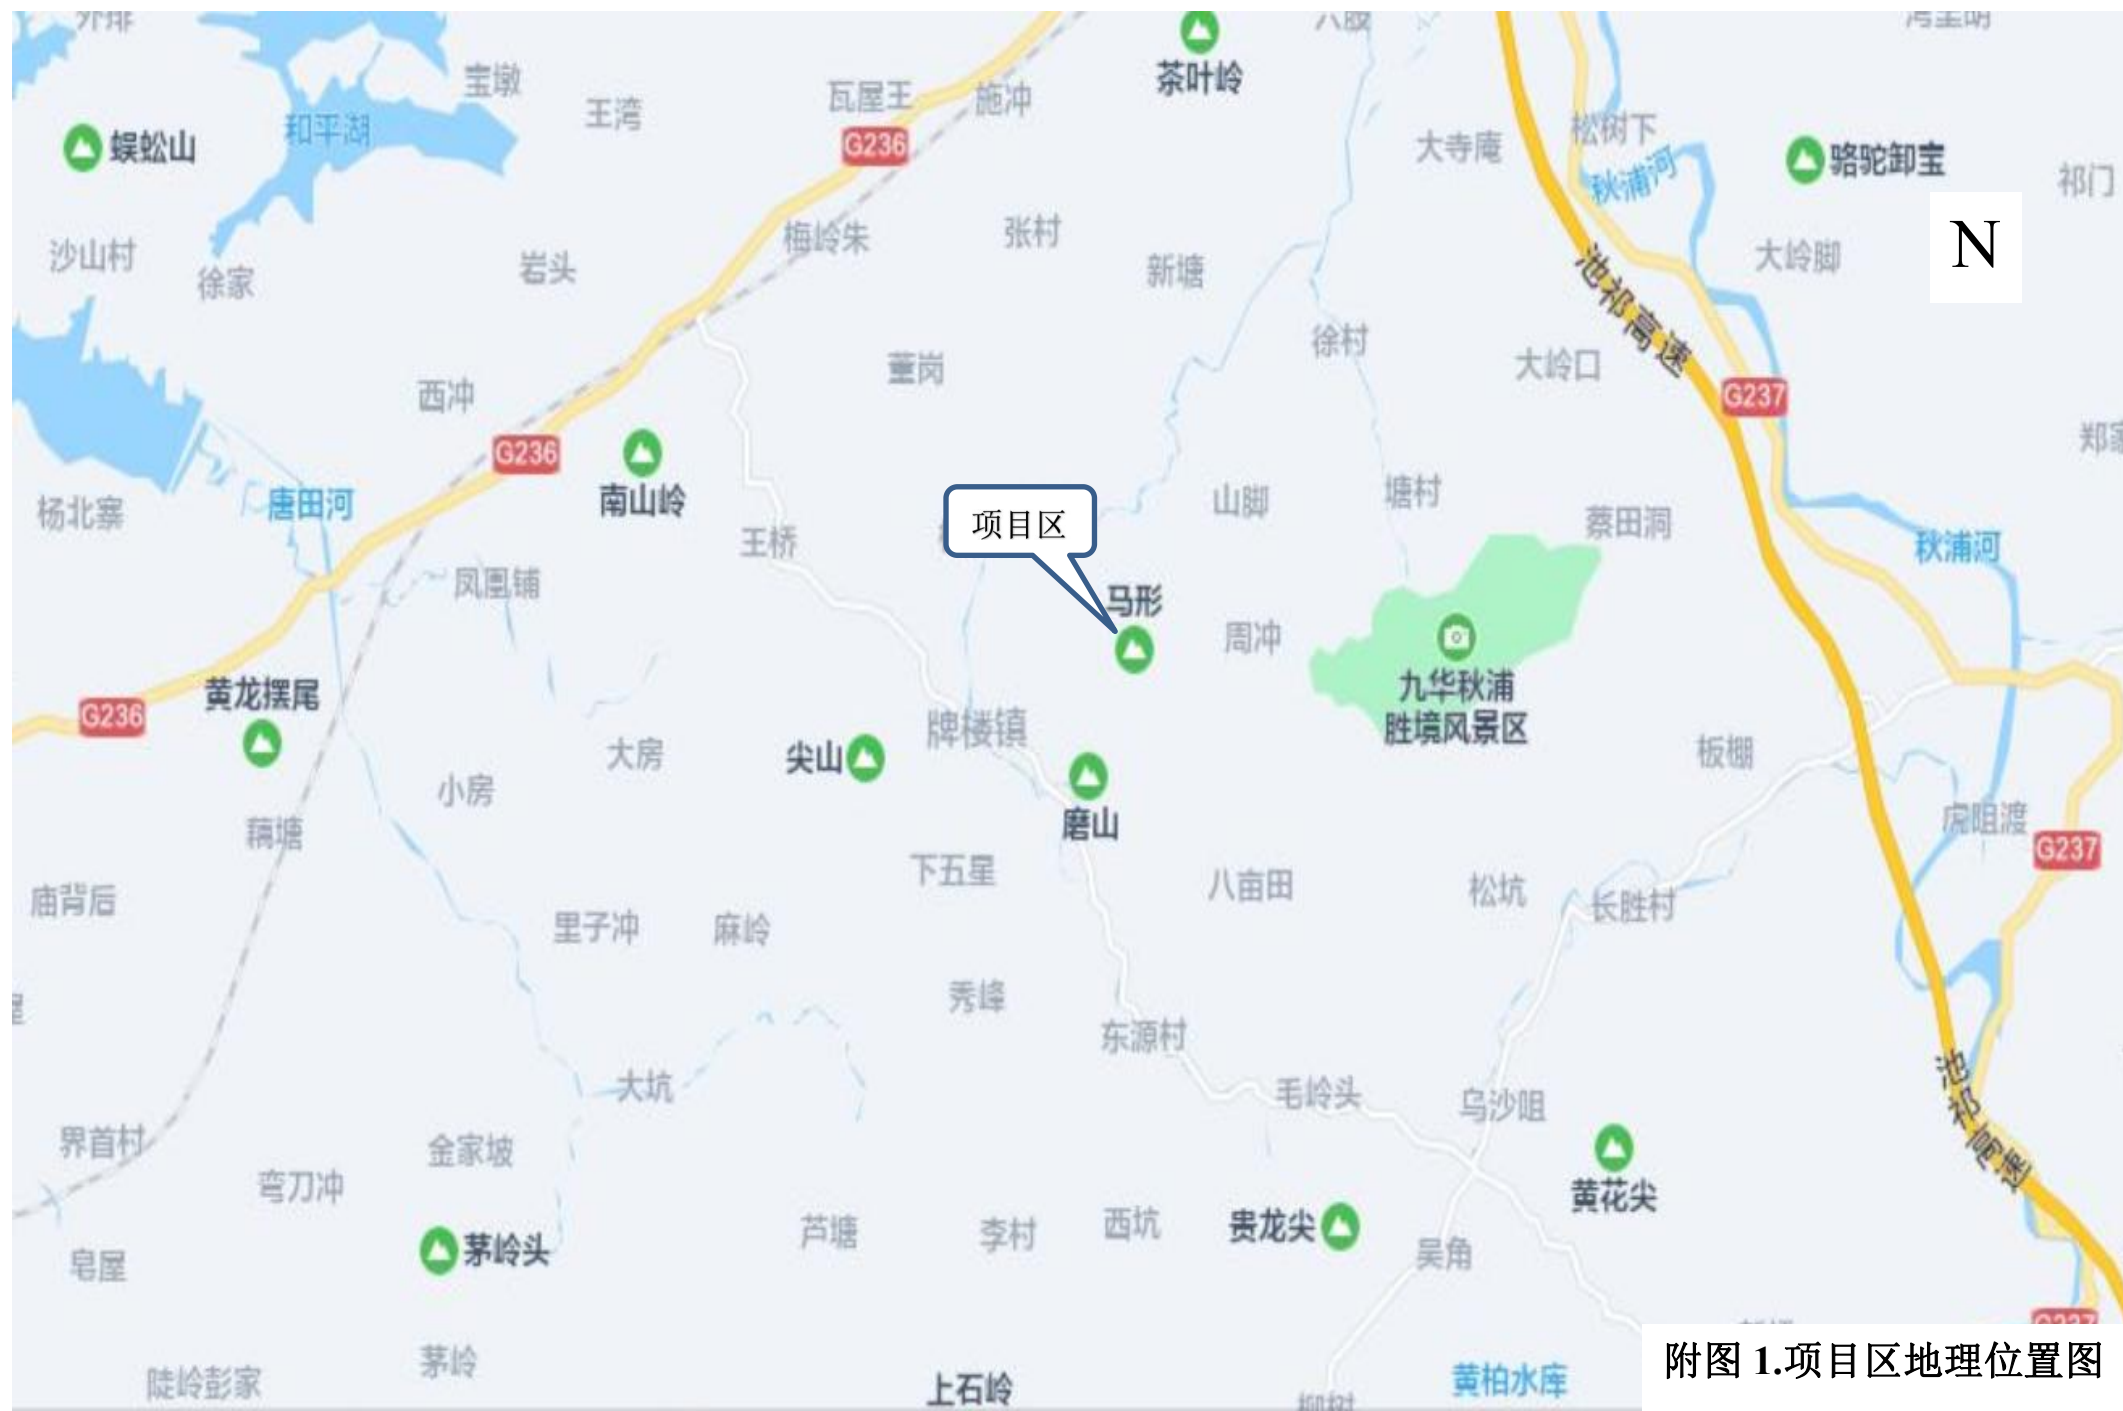 外排
茶叶岭
六股
湾里明
宝墩
王湾
瓦屋王
施冲
G236
和平湖
蜈蚣山
大寺庵
松树下
秋浦河
骆驼卸宝
祁门
N
沙山村
徐家
岩头
梅岭朱
张村
新塘
大岭脚
池祁高速
徐村
大岭口
G237
西冲
董岗
G236
南山岭
郑家
杨北寨
唐田河
王桥
项目区
山脚
塘村
蔡田洞
秋浦河
凤凰铺
马形
周冲
九华秋浦
胜境风景区
黄龙摆尾
G236
大房
尖山
牌楼镇
板棚
小房
磨山
虎阻渡
藕塘
G237
下五星
八亩田
松坑
长胜村
庙背后
里子冲
麻岭
秀峰
东源村
大坑
毛岭头
乌沙咀
池祁高速
界首村
金家坡
弯刀冲
黄花尖
芦塘
李村
西坑
贵龙尖
吴角
皂屋
茅岭头
G237
陡岭彭家
茅岭
上石岭
黄柏水库
柳树
附图 1.项目区地理位置图